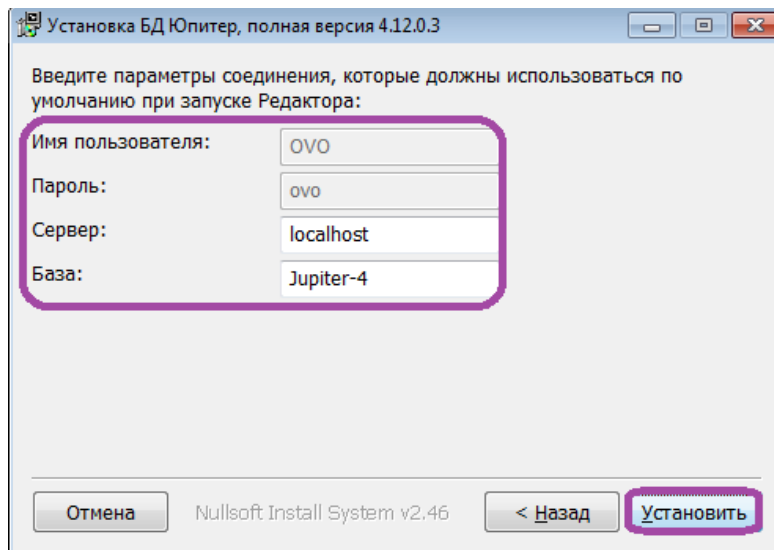 Установка БД Юпитер, полная версия 4.12.0.3
Введите параметры соединения, которые должны использоваться по
умолчанию при запуске Редактора:
Имя пользователя: OVO
Пароль: ovo
Сервер: localhost
База: Jupiter-4
Отмена Nullsoft Install System v2.46 < Назад Установить